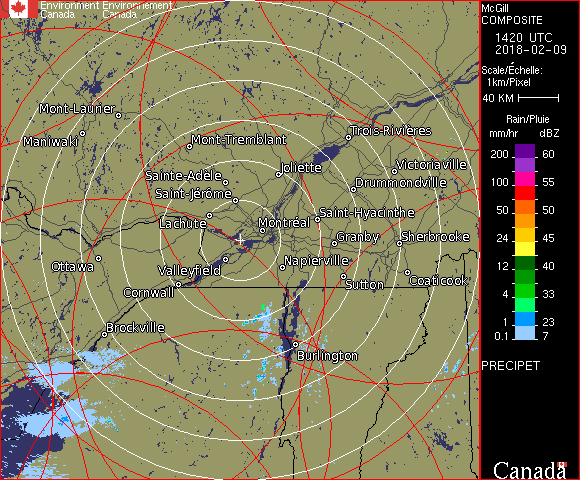 Environment Environnement
Canada Canada
McGill
COMPOSITE
1420 UTC
2018-02-09
Scale/Échelle:
1km/Pixel
40 KM
Rain/Pluie
mm/hr dBZ
200 60
150 57
100 55
50 50
24 45
12 40
4 33
1 23
0.1 7
PRECIPET
Mont-Laurier
Maniwaki
Mont-Tremblant
Trois-Rivières
Sainte-Adèle
Joliette
Victoriaville
Saint-Jérôme
Drummondville
Lachute
Montréal
Saint-Hyacinthe
Granby
Sherbrooke
Ottawa
Valleyfield
Napierville
Cornwall
Sutton
Coaticook
Brockville
Burlington
Canada